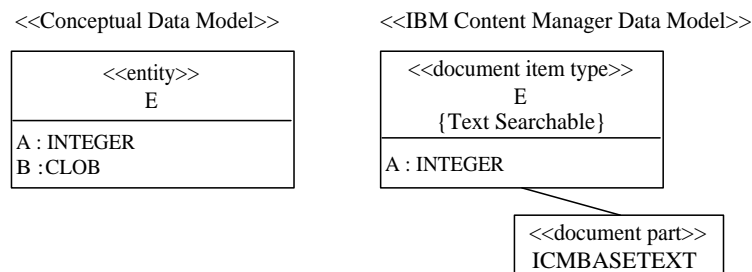 <<Conceptual Data Model>>
<<IBM Content Manager Data Model>>
<<entity>>
E
A : INTEGER
B :CLOB
<<document item type>>
E
{Text Searchable}
A : INTEGER
<<document part>>
ICMBASETEXT